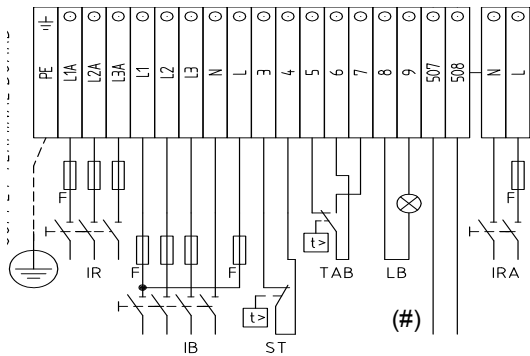 PE L1A L2A L3A L1 L2 L3 N L 3 4 5 6 7 8 9 507 508 N L
F F F F
t> TAB LB
IR IRA
t> (#)
IB ST